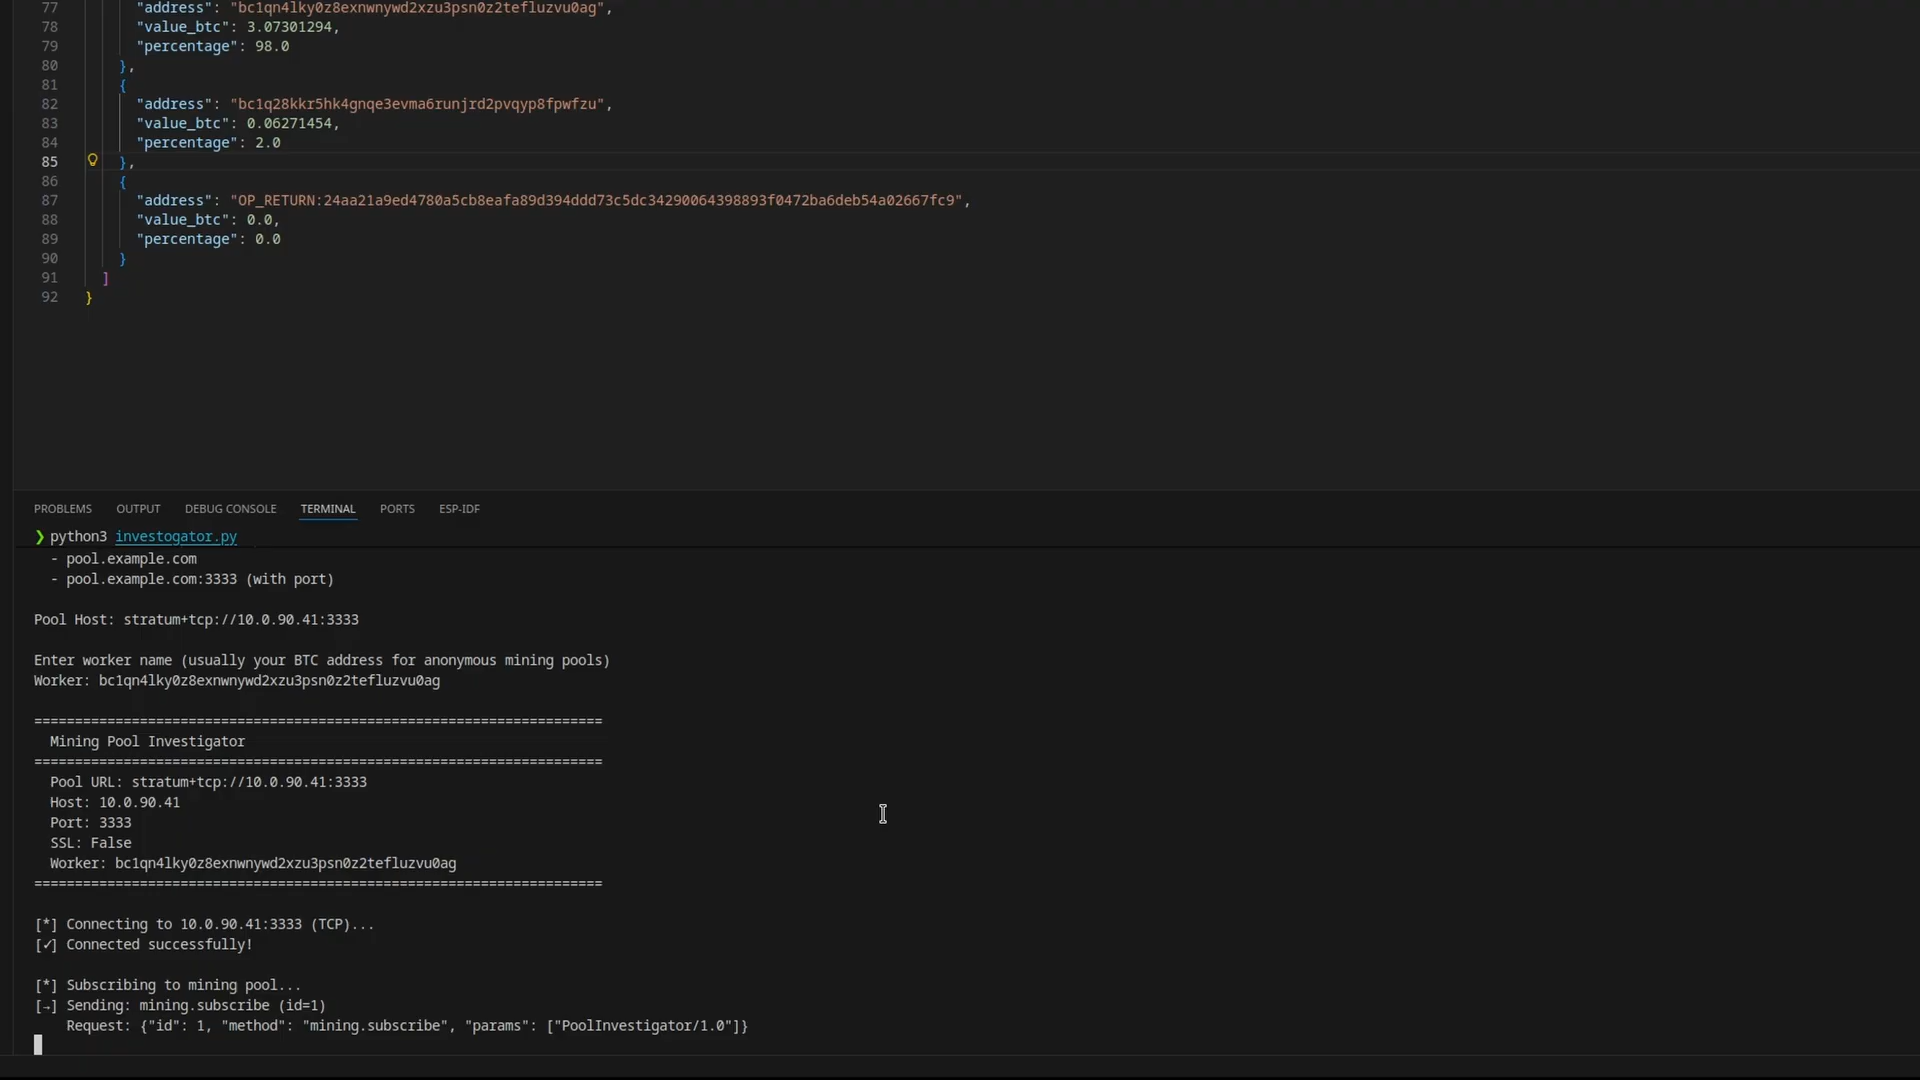 77 "address": "bc1qn4lky0z8exnwnywd2xzu3psn0z2tefluzvu0ag",
78 "value_btc": 3.07301294,
79 "percentage": 98.0
80 },
81 {
82 "address": "bc1q28kkr5hk4gnqe3evma6runjrd2pvqyp8fpwfzu",
83 "value_btc": 0.06271454,
84 "percentage": 2.0
85 },
86 {
87 "address": "OP_RETURN:24aa21a9ed4780a5cb8eafa89d394ddd73c5dc34290064398893f0472ba6deb54a02667fc9",
88 "value_btc": 0.0,
89 "percentage": 0.0
90 }
91 ]
92 }
PROBLEMS OUTPUT DEBUG CONSOLE TERMINAL PORTS ESP-IDF
❯ python3 investogator.py
- pool.example.com
- pool.example.com:3333 (with port)
Pool Host: stratum+tcp://10.0.90.41:3333
Enter worker name (usually your BTC address for anonymous mining pools)
Worker: bc1qn4lky0z8exnwnywd2xzu3psn0z2tefluzvu0ag
======================================================================
Mining Pool Investigator
======================================================================
Pool URL: stratum+tcp://10.0.90.41:3333
Host: 10.0.90.41
Port: 3333
SSL: False
Worker: bc1qn4lky0z8exnwnywd2xzu3psn0z2tefluzvu0ag
======================================================================
[*] Connecting to 10.0.90.41:3333 (TCP)...
[✓] Connected successfully!
[*] Subscribing to mining pool...
[→] Sending: mining.subscribe (id=1)
Request: {"id": 1, "method": "mining.subscribe", "params": ["PoolInvestigator/1.0"]}